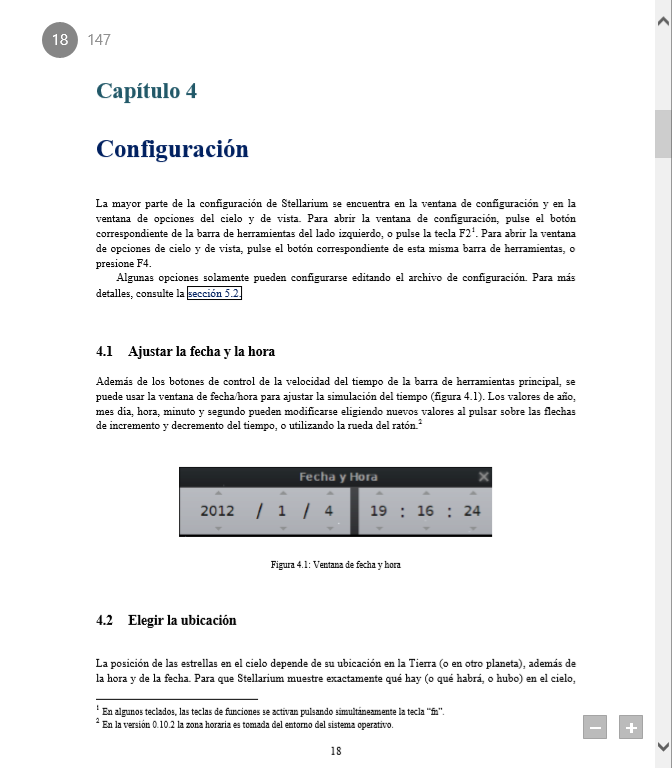 18 147
Capítulo 4
Configuración
La mayor parte de la configuración de Stellarium se encuentra en la ventana de configuración y en la
ventana de opciones del cielo y de vista. Para abrir la ventana de configuración, pulse el botón
correspondiente de la barra de herramientas del lado izquierdo, o pulse la tecla F2¹. Para abrir la ventana
de opciones de cielo y de vista, pulse el botón correspondiente de esta misma barra de herramientas, o
presione F4.
Algunas opciones solamente pueden configurarse editando el archivo de configuración. Para más
detalles, consulte la sección 5.2.
4.1 Ajustar la fecha y la hora
Además de los botones de control de la velocidad del tiempo de la barra de herramientas principal, se
puede usar la ventana de fecha/hora para ajustar la simulación del tiempo (figura 4.1). Los valores de año,
mes día, hora, minuto y segundo pueden modificarse eligiendo nuevos valores al pulsar sobre las flechas
de incremento y decremento del tiempo, o utilizando la rueda del ratón.²
Fecha y Hora
2012 / 1 / 4 19 : 16 : 24
Figura 4.1: Ventana de fecha y hora
4.2 Elegir la ubicación
La posición de las estrellas en el cielo depende de su ubicación en la Tierra (o en otro planeta), además de
la hora y de la fecha. Para que Stellarium muestre exactamente qué hay (o qué habrá, o hubo) en el cielo,
¹ En algunos teclados, las teclas de funciones se activan pulsando simultáneamente la tecla “fn”.
² En la versión 0.10.2 la zona horaria es tomada del entorno del sistema operativo.
18